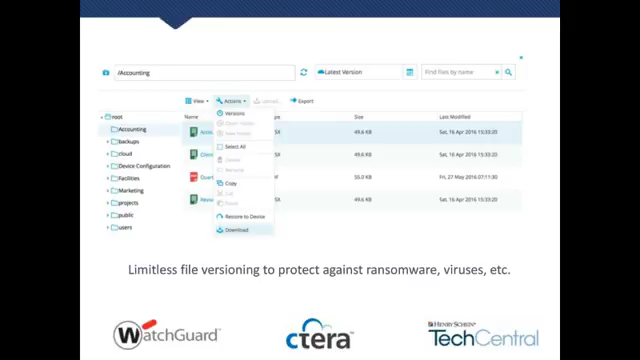 /Accounting
Latest Version
Find files by name
View
Actions
Export
root
Accounting
backups
cloud
Device Configuration
Facilities
Marketing
projects
public
users
Name
Size
Last Modified
Versions
Select All
Copy
Restore to Device
Download
49.6 KB Sat, 16 Apr 2016 15:33:20
49.6 KB Sat, 16 Apr 2016 15:33:20
55.0 KB Fri, 27 May 2016 07:11:30
49.6 KB Sat, 16 Apr 2016 15:33:20
Limitless file versioning to protect against ransomware, viruses, etc.
WatchGuard
ctera
HENRY SCHEIN
TechCentral